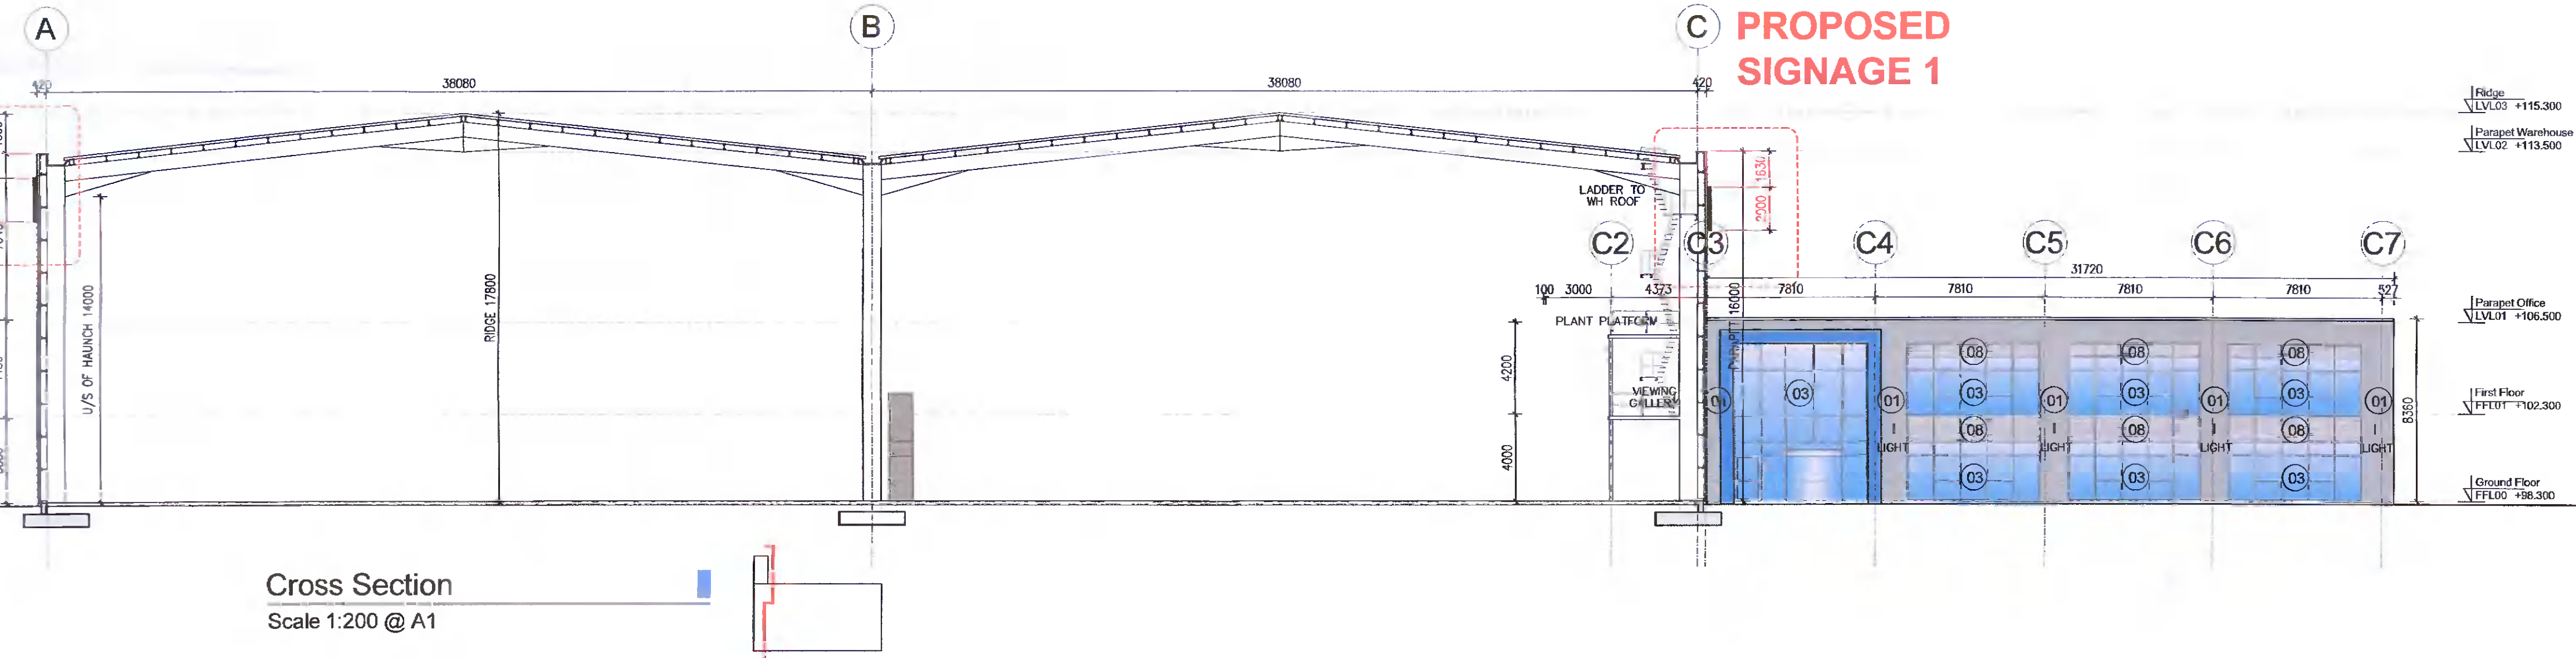 A
B
C
PROPOSED
SIGNAGE 1
420
38080
38080
420
Ridge
LVL03 +115.300
Parapet Warehouse
LVL02 +113.500
1630
2000
LADDER TO
WH ROOF
C2
C3
C4
C5
C6
C7
31720
100
3000
4373
7810
7810
7810
7810
527
U/S OF HAUNCH 14000
RIDGE 17800
PARAPIT 16000
PLANT PLATFORM
Parapet Office
LVL01 +106.500
4200
VIEWING
GALLERY
4000
08
08
08
03
03
03
03
01
01
01
01
01
08
08
08
LIGHT
LIGHT
LIGHT
LIGHT
03
03
03
8360
First Floor
FFL01 +102.300
Ground Floor
FFL00 +98.300
Cross Section
Scale 1:200 @ A1